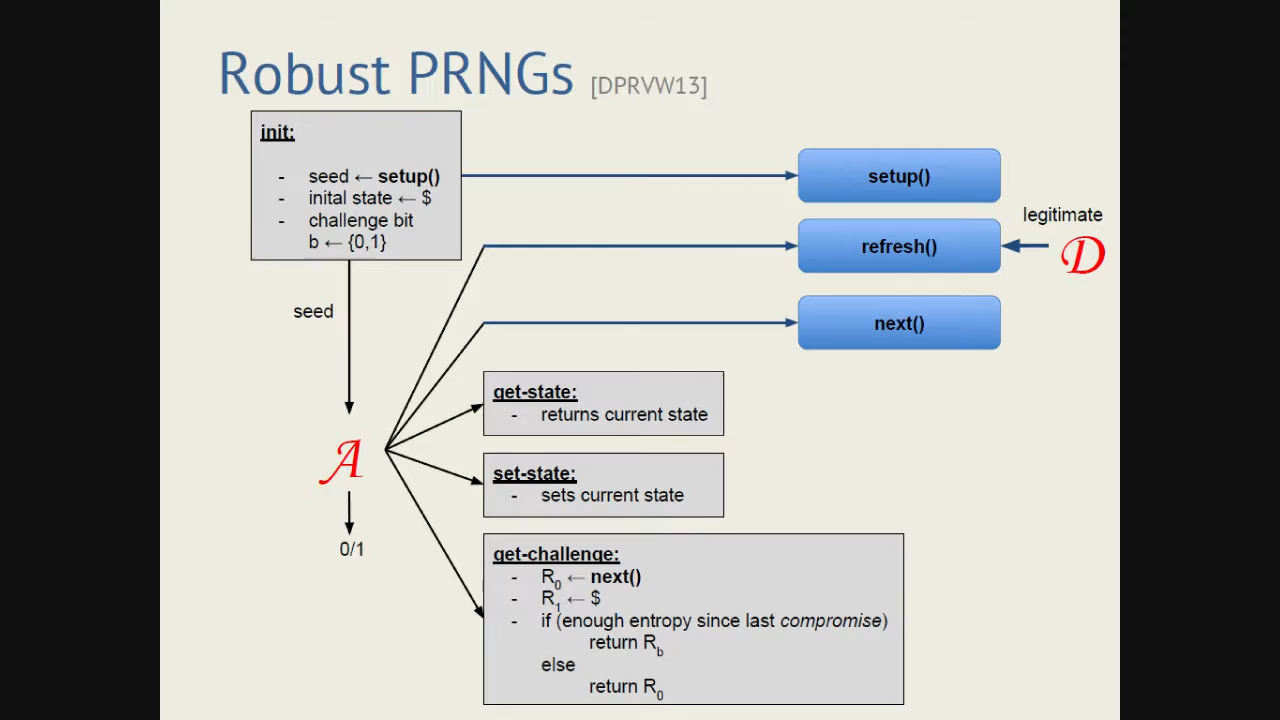 Robust PRNGs [DPRVW13]
init:
- seed ← setup()
- inital state ← $
- challenge bit
b ← {0,1}
setup()
legitimate
refresh()
D
next()
seed
get-state:
- returns current state
A
set-state:
- sets current state
0/1
get-challenge:
- R0 ← next()
- R1 ← $
- if (enough entropy since last compromise)
return Rb
else
return R0